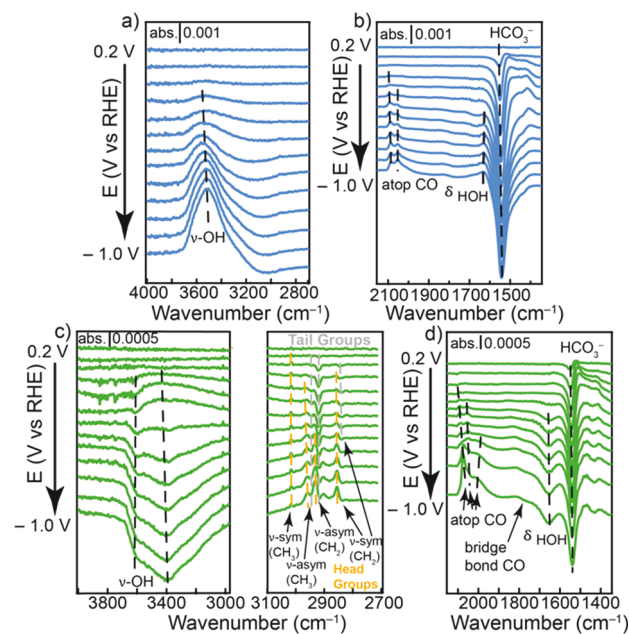 a)
abs.|0.001
0.2 V
E (V vs RHE)
– 1.0 V
ν-OH
4000 3600 3200 2800
Wavenumber (cm⁻¹)
b)
abs.|0.001
HCO₃⁻
0.2 V
E (V vs RHE)
– 1.0 V
atop CO
δ HOH
2100 1900 1700 1500
Wavenumber (cm⁻¹)
c)
abs.|0.0005
0.2 V
E (V vs RHE)
– 1.0 V
ν-OH
4000 3400 3000
Wavenumber (cm⁻¹)
Tail Groups
ν-sym
(CH₃)
ν-asym
(CH₃)
ν-asym
(CH₂)
ν-sym
(CH₂)
Head
Groups
3100 2900 2700
d)
abs.|0.0005
HCO₃⁻
0.2 V
E (V vs RHE)
– 1.0 V
atop CO
bridge
bond CO
δ HOH
2000 1800 1600 1400
Wavenumber (cm⁻¹)